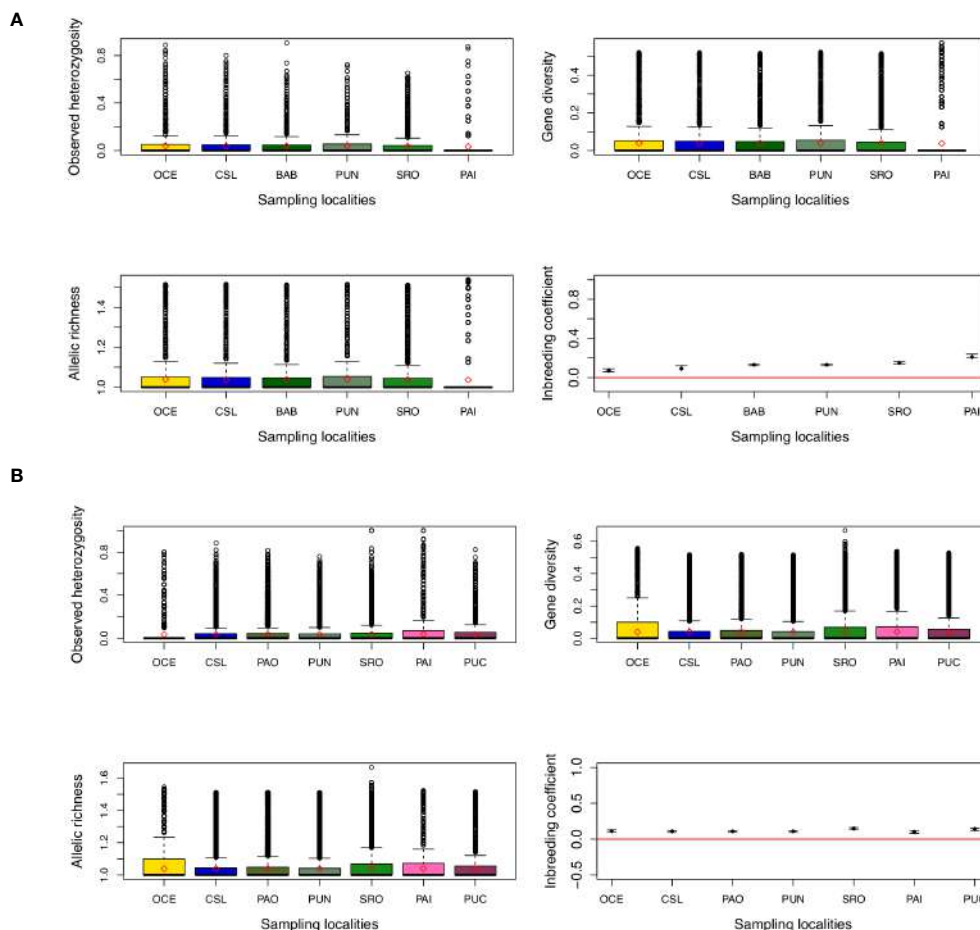 A
Observed heterozygosity
0.0 0.4 0.8
OCE CSL BAB PUN SRO PAI
Sampling localities
Gene diversity
0.0 0.2 0.4
OCE CSL BAB PUN SRO PAI
Sampling localities
Allelic richness
1.0 1.2 1.4
OCE CSL BAB PUN SRO PAI
Sampling localities
Inbreeding coefficient
0.0 0.4 0.8
OCE CSL BAB PUN SRO PAI
Sampling localities
B
Observed heterozygosity
0.0 0.4 0.8
OCE CSL PAO PUN SRO PAI PUC
Sampling localities
Gene diversity
0.0 0.2 0.4 0.6
OCE CSL PAO PUN SRO PAI PUC
Sampling localities
Allelic richness
1.0 1.2 1.4 1.6
OCE CSL PAO PUN SRO PAI PUC
Sampling localities
Inbreeding coefficient
−0.5 0.0 0.5 1.0
OCE CSL PAO PUN SRO PAI PUC
Sampling localities